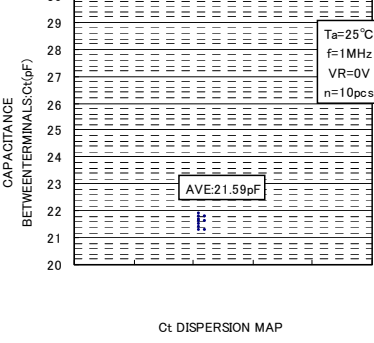 29
28
27
26
25
24
23
22
21
20
CAPACITANCE
BETWEENTERMINALS:Ct(pF)
Ta=25℃
f=1MHz
VR=0V
n=10pcs
AVE:21.59pF
Ct DISPERSION MAP